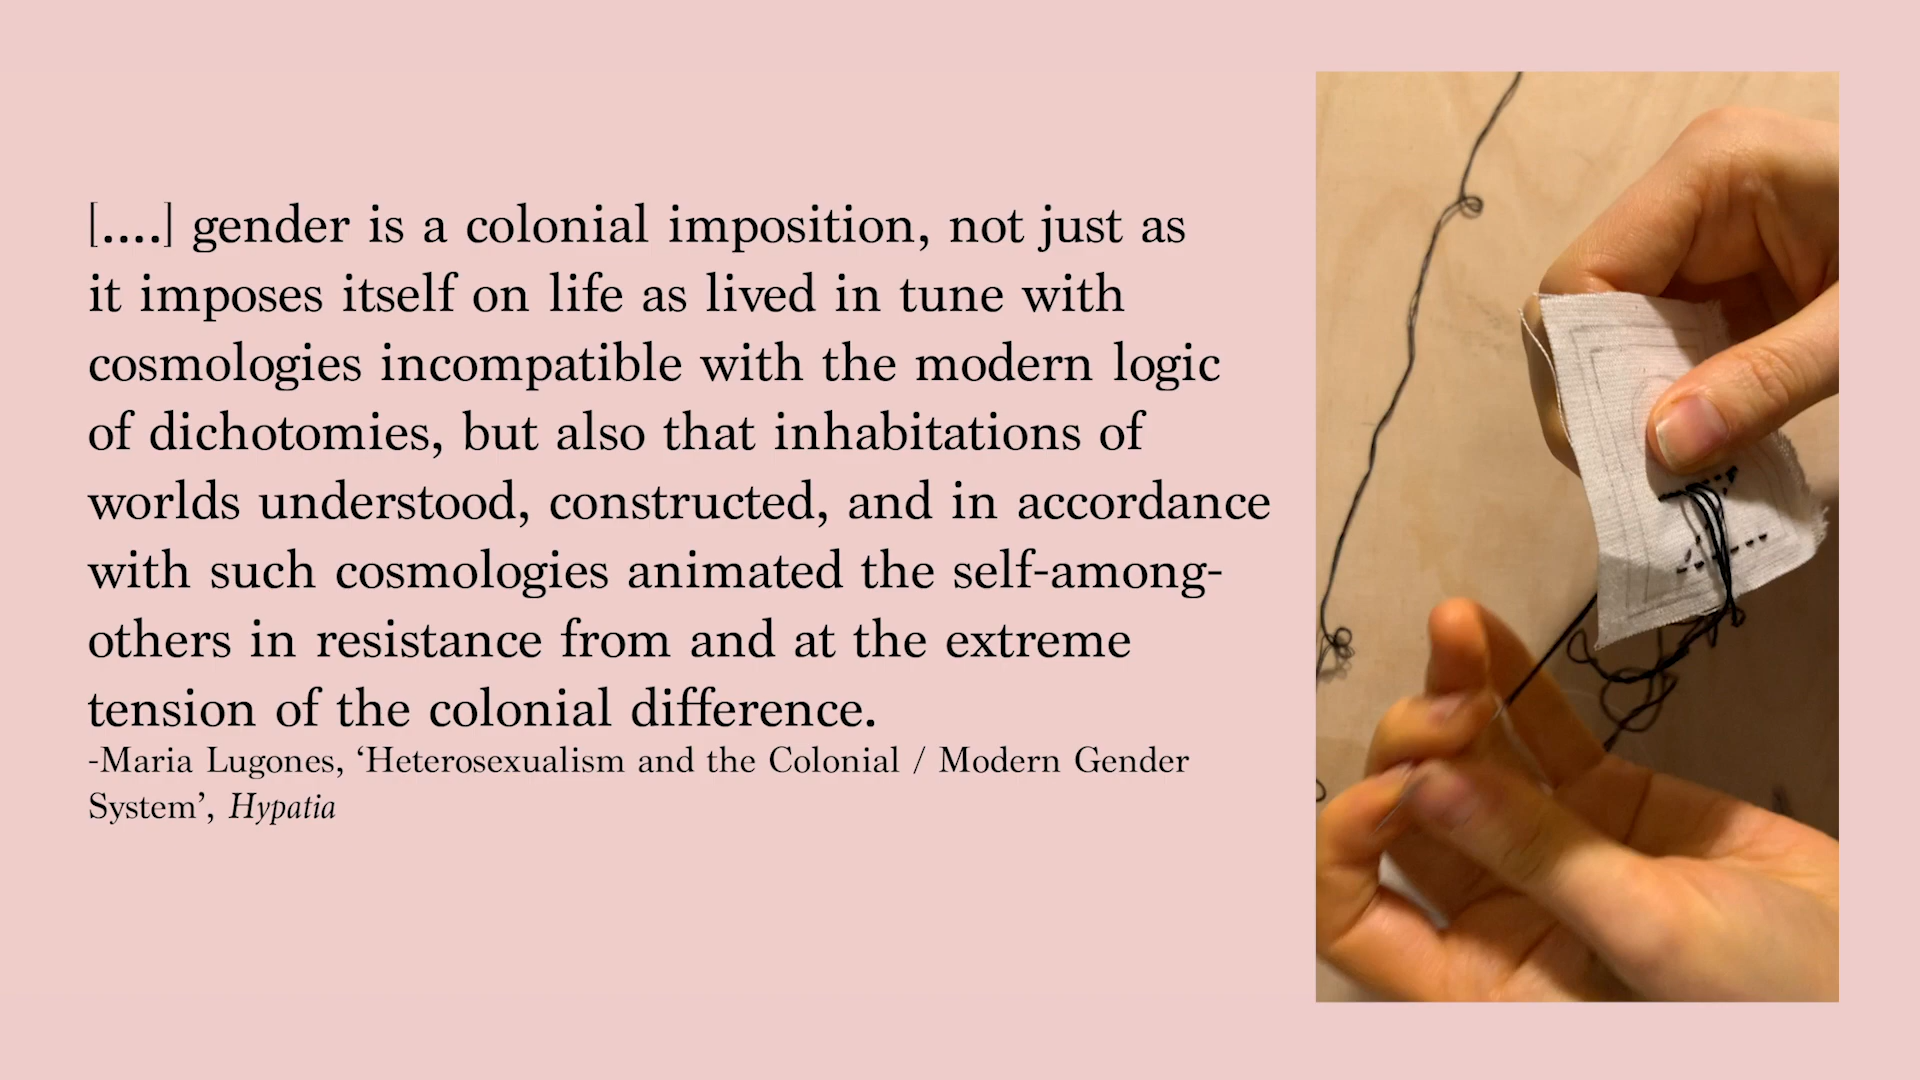 [....] gender is a colonial imposition, not just as
it imposes itself on life as lived in tune with
cosmologies incompatible with the modern logic
of dichotomies, but also that inhabitations of
worlds understood, constructed, and in accordance
with such cosmologies animated the self-among-
others in resistance from and at the extreme
tension of the colonial difference.
-Maria Lugones, ‘Heterosexualism and the Colonial / Modern Gender
System’, Hypatia